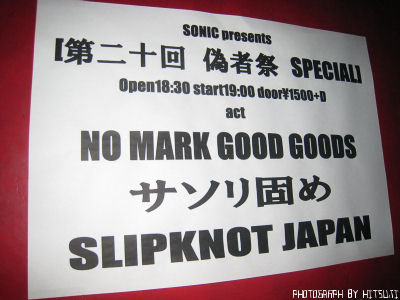 SONIC presents
[第二十回 偽者祭 SPECIAL]
Open18:30 start19:00 door¥1500+D
act
NO MARK GOOD GOODS
サソリ固め
SLIPKNOT JAPAN
PHOTOGRAPH BY HITSUJI